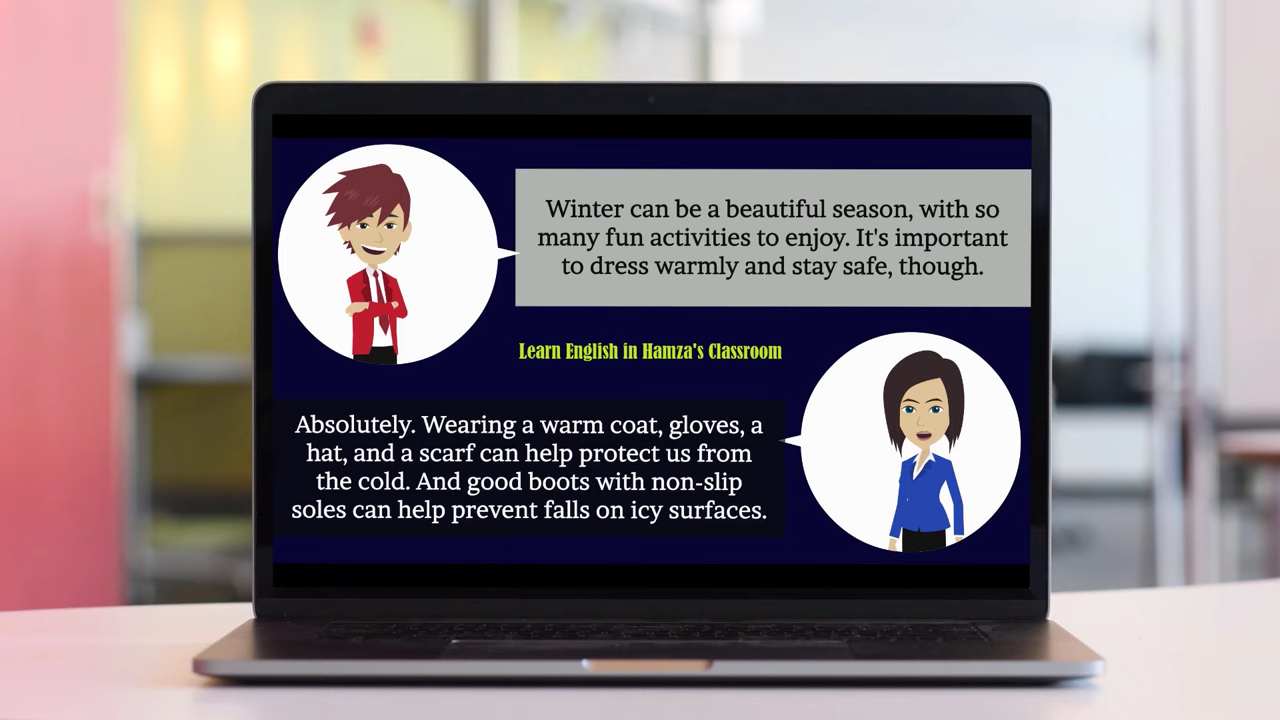 Winter can be a beautiful season, with so
many fun activities to enjoy. It's important
to dress warmly and stay safe, though.
Learn English in Hamza's Classroom
Absolutely. Wearing a warm coat, gloves, a
hat, and a scarf can help protect us from
the cold. And good boots with non-slip
soles can help prevent falls on icy surfaces.